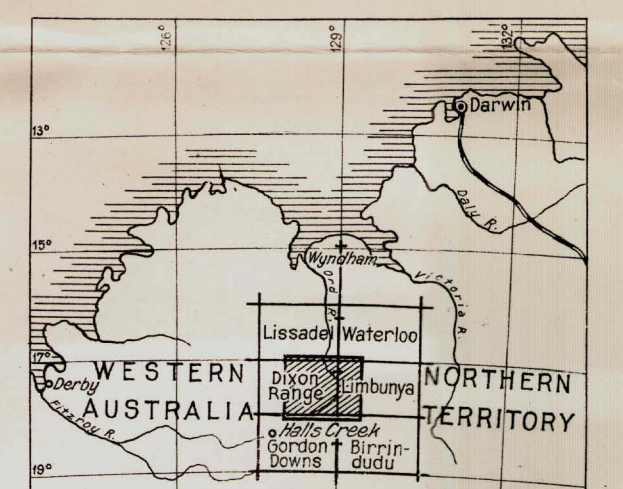 126°
129°
132°
Darwin
13°
Daly R.
15°
Wyndham
Ord R.
Victoria R.
Lissadel Waterloo
17°
WESTERN
NORTHERN
Derby
Dixon
Range
Limbunya
AUSTRALIA
TERRITORY
Fitzroy R.
Halls Creek
Gordon
Downs
Birrin-
dudu
19°